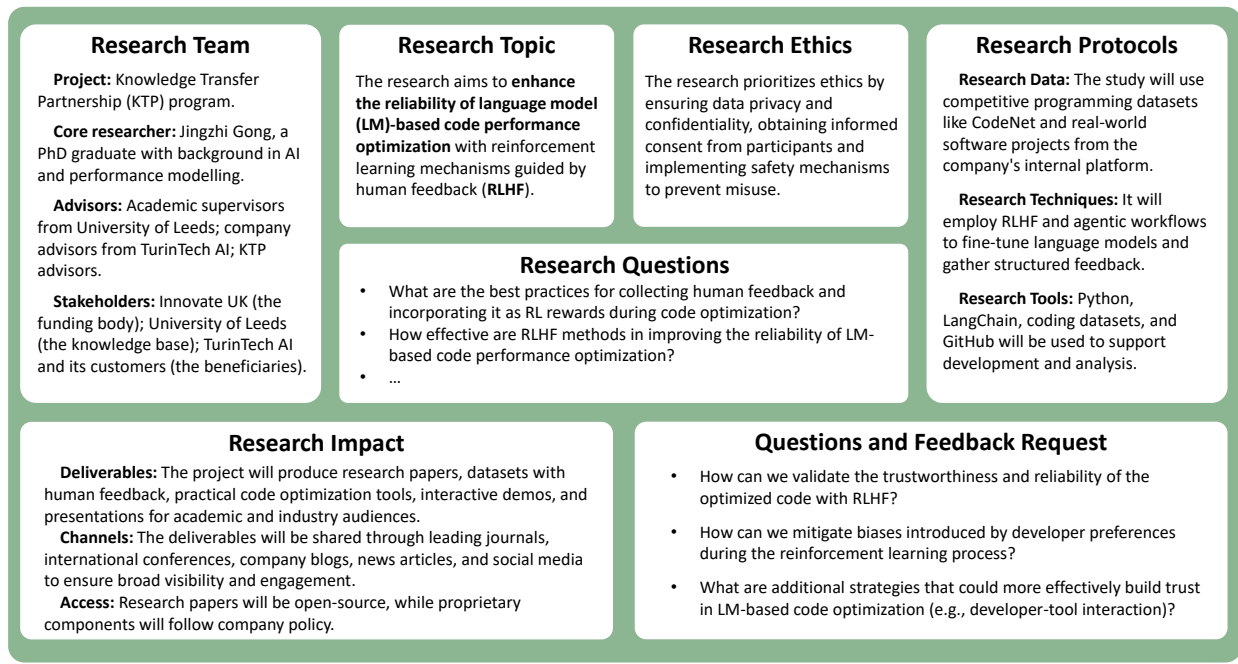 Research Team
Project: Knowledge Transfer
Partnership (KTP) program.
Core researcher: Jingzhi Gong, a
PhD graduate with background in AI
and performance modelling.
Advisors: Academic supervisors
from University of Leeds; company
advisors from TurinTech AI; KTP
advisors.
Stakeholders: Innovate UK (the
funding body); University of Leeds
(the knowledge base); TurinTech AI
and its customers (the beneficiaries).
Research Topic
The research aims to enhance
the reliability of language model
(LM)-based code performance
optimization with reinforcement
learning mechanisms guided by
human feedback (RLHF).
Research Ethics
The research prioritizes ethics by
ensuring data privacy and
confidentiality, obtaining informed
consent from participants and
implementing safety mechanisms
to prevent misuse.
Research Questions
• What are the best practices for collecting human feedback and
incorporating it as RL rewards during code optimization?
• How effective are RLHF methods in improving the reliability of LM-
based code performance optimization?
• ...
Research Protocols
Research Data: The study will use
competitive programming datasets
like CodeNet and real-world
software projects from the
company's internal platform.
Research Techniques: It will
employ RLHF and agentic workflows
to fine-tune language models and
gather structured feedback.
Research Tools: Python,
LangChain, coding datasets, and
GitHub will be used to support
development and analysis.
Research Impact
Deliverables: The project will produce research papers, datasets with
human feedback, practical code optimization tools, interactive demos, and
presentations for academic and industry audiences.
Channels: The deliverables will be shared through leading journals,
international conferences, company blogs, news articles, and social media
to ensure broad visibility and engagement.
Access: Research papers will be open-source, while proprietary
components will follow company policy.
Questions and Feedback Request
• How can we validate the trustworthiness and reliability of the
optimized code with RLHF?
• How can we mitigate biases introduced by developer preferences
during the reinforcement learning process?
• What are additional strategies that could more effectively build trust
in LM-based code optimization (e.g., developer-tool interaction)?